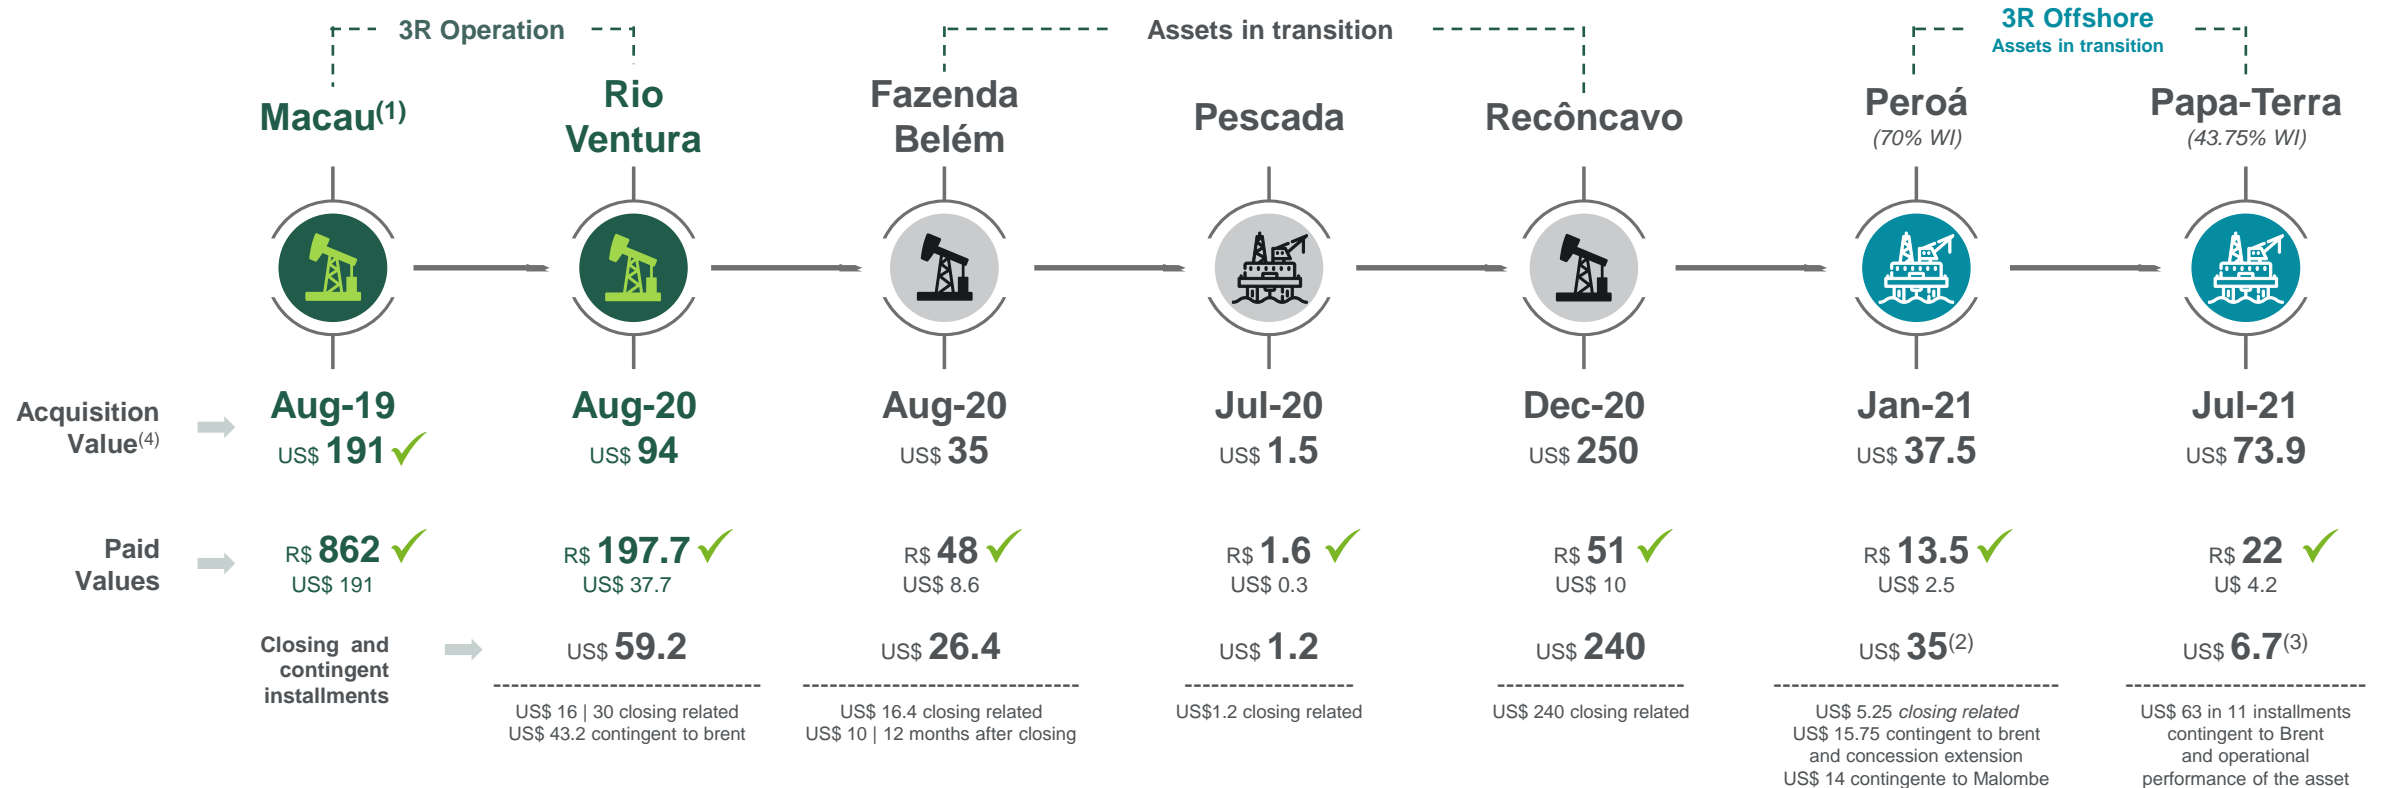 3R Operation
Assets in transition
3R Offshore
Assets in transition
Macau(1)
Rio
Ventura
Fazenda
Belém
Pescada
Recôncavo
Peroá
(70% WI)
Papa-Terra
(43.75% WI)
Acquisition
Value(4)
Aug-19
US$ 191
Aug-20
US$ 94
Aug-20
US$ 35
Jul-20
US$ 1.5
Dec-20
US$ 250
Jan-21
US$ 37.5
Jul-21
US$ 73.9
Paid
Values
R$ 862
US$ 191
R$ 197.7
US$ 37.7
R$ 48
US$ 8.6
R$ 1.6
US$ 0.3
R$ 51
US$ 10
R$ 13.5
US$ 2.5
R$ 22
U$ 4.2
Closing and
contingent
installments
US$ 59.2
US$ 16 | 30 closing related
US$ 43.2 contingent to brent
US$ 26.4
US$ 16.4 closing related
US$ 10 | 12 months after closing
US$ 1.2
US$1.2 closing related
US$ 240
US$ 240 closing related
US$ 35(2)
US$ 5.25 closing related
US$ 15.75 contingent to brent
and concession extension
US$ 14 contingente to Malombe
US$ 6.7(3)
US$ 63 in 11 installments
contingent to Brent
and operational
performance of the asset